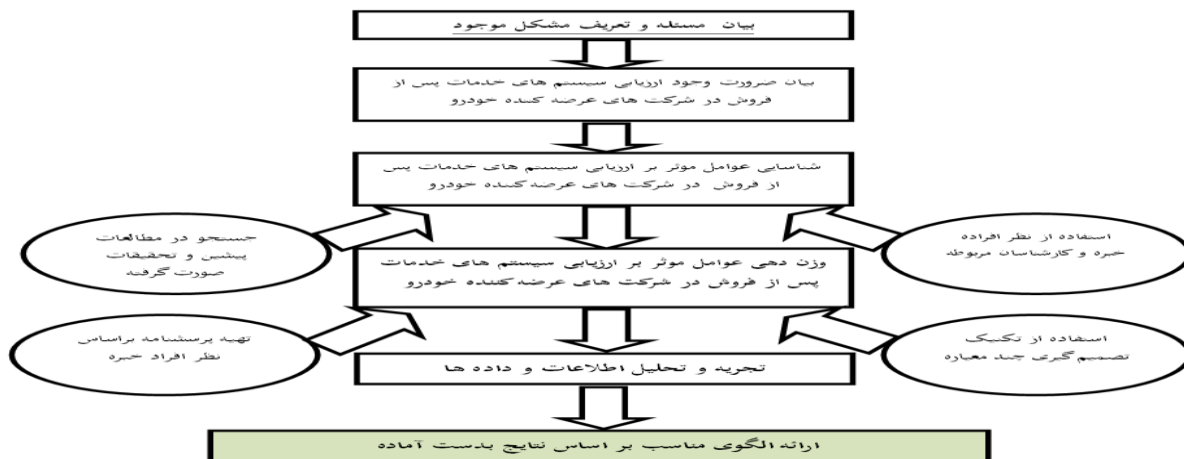 بیان مسئله و تعریف مشکل موجود
بیان ضرورت وجود ارزیابی سیستم های خدمات پس از
فروش در شرکت های عرضه کننده خودرو
شناسایی عوامل موثر بر ارزیابی سیستم های خدمات پس
از فروش در شرکت های عرضه کننده خودرو
استفاده از نظر افراده
خبره و کارشناسان مربوطه
جستجو در مطالعات
پیشین و تحقیقات
صورت گرفته
وزن دهی عوامل موثر بر ارزیابی سیستم های خدمات
پس از فروش در شرکت های عرضه کننده خودرو
استفاده از تکنیک
تصمیم گیری چند معیاره
تهیه پرسشنامه براساس
نظر افراد خبره
تجریه و تحلیل اطلاعات و داده ها
ارائه الگوی مناسب بر اساس نتایج بدست آماده